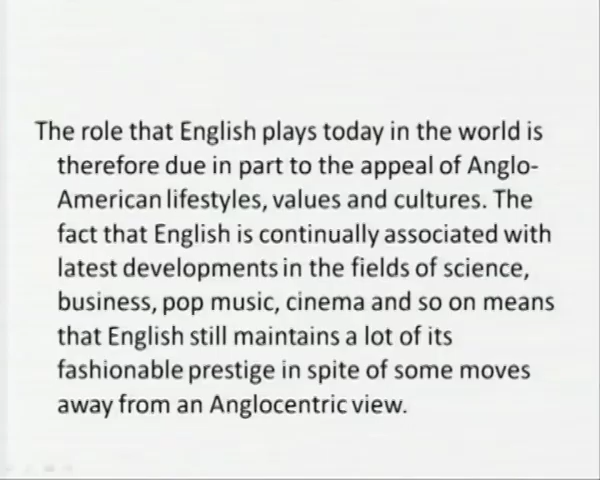 The role that English plays today in the world is
therefore due in part to the appeal of Anglo-
American lifestyles, values and cultures. The
fact that English is continually associated with
latest developments in the fields of science,
business, pop music, cinema and so on means
that English still maintains a lot of its
fashionable prestige in spite of some moves
away from an Anglocentric view.